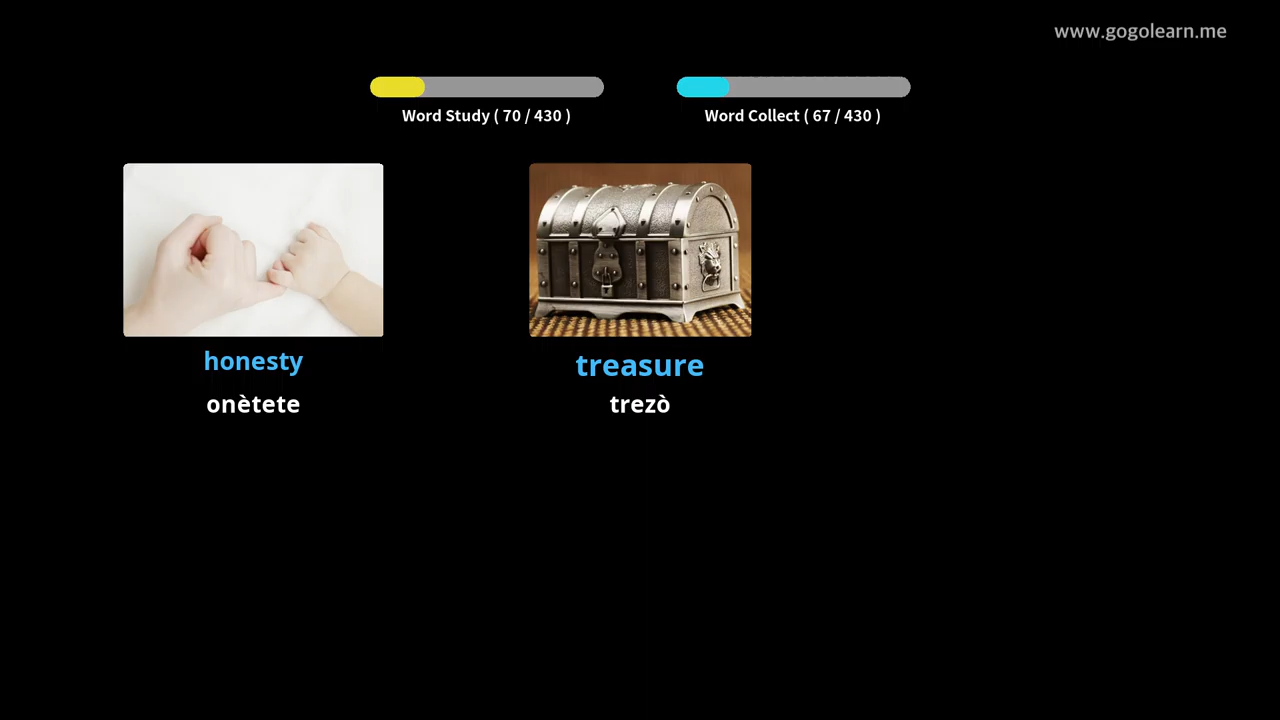 www.gogolearn.me
Word Study ( 70 / 430 )
Word Collect ( 67 / 430 )
honesty
onètete
treasure
trezò